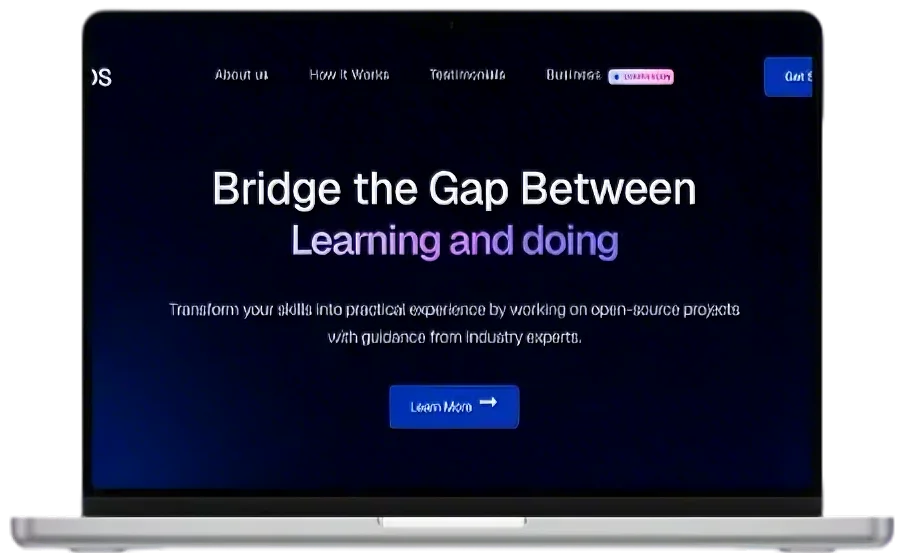 OS
About us
How It Works
Testimonials
Business
Get S
Bridge the Gap Between
Learning and doing
Transform your skills into practical experience by working on open-source projects
with guidance from industry experts.
Learn More →